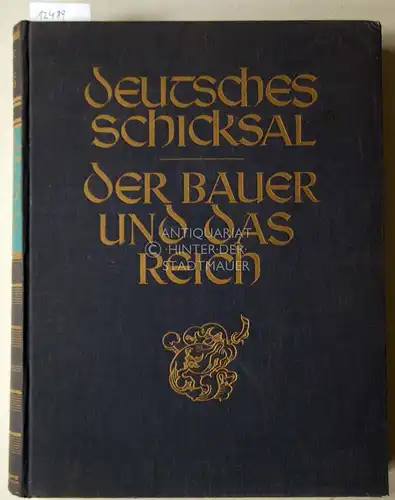 12489
deutsches
schicksal
der bauer
und das
reich
ANTIQUARIAT
© HINTER · DER ·
STADTMAUER